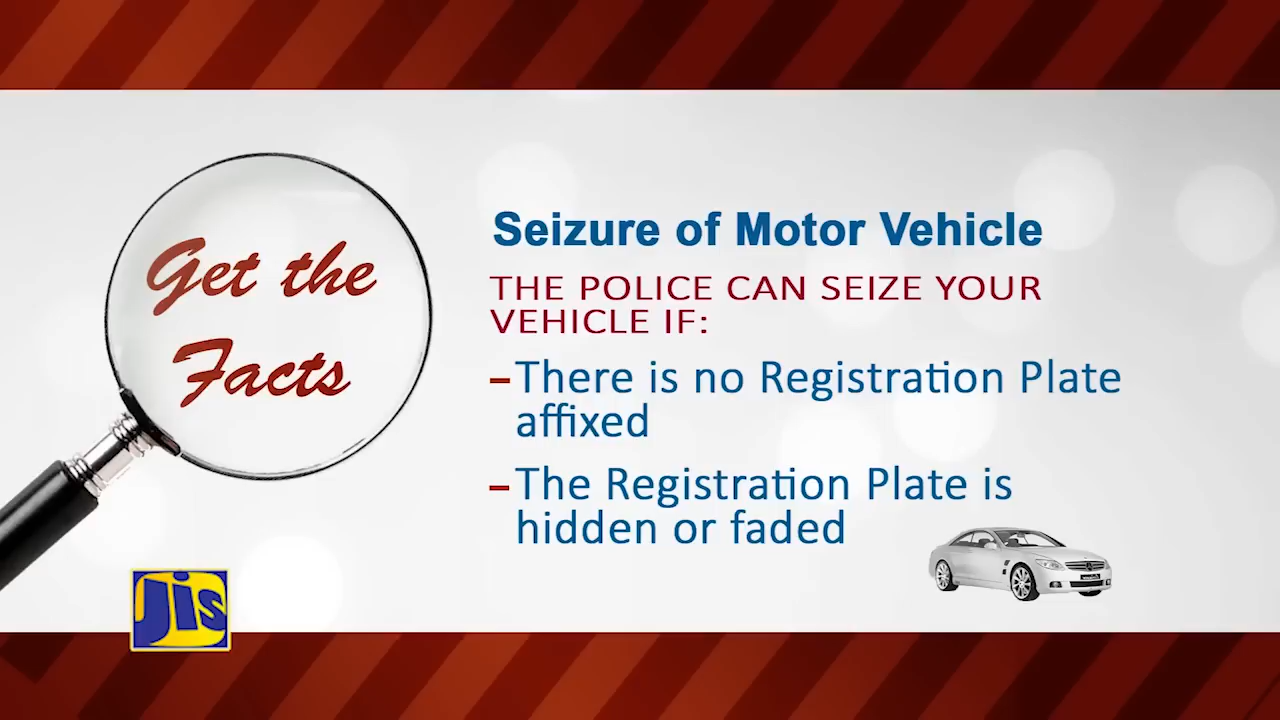 Get the
Facts
Seizure of Motor Vehicle
THE POLICE CAN SEIZE YOUR
VEHICLE IF:
–There is no Registration Plate
affixed
–The Registration Plate is
hidden or faded
Jis